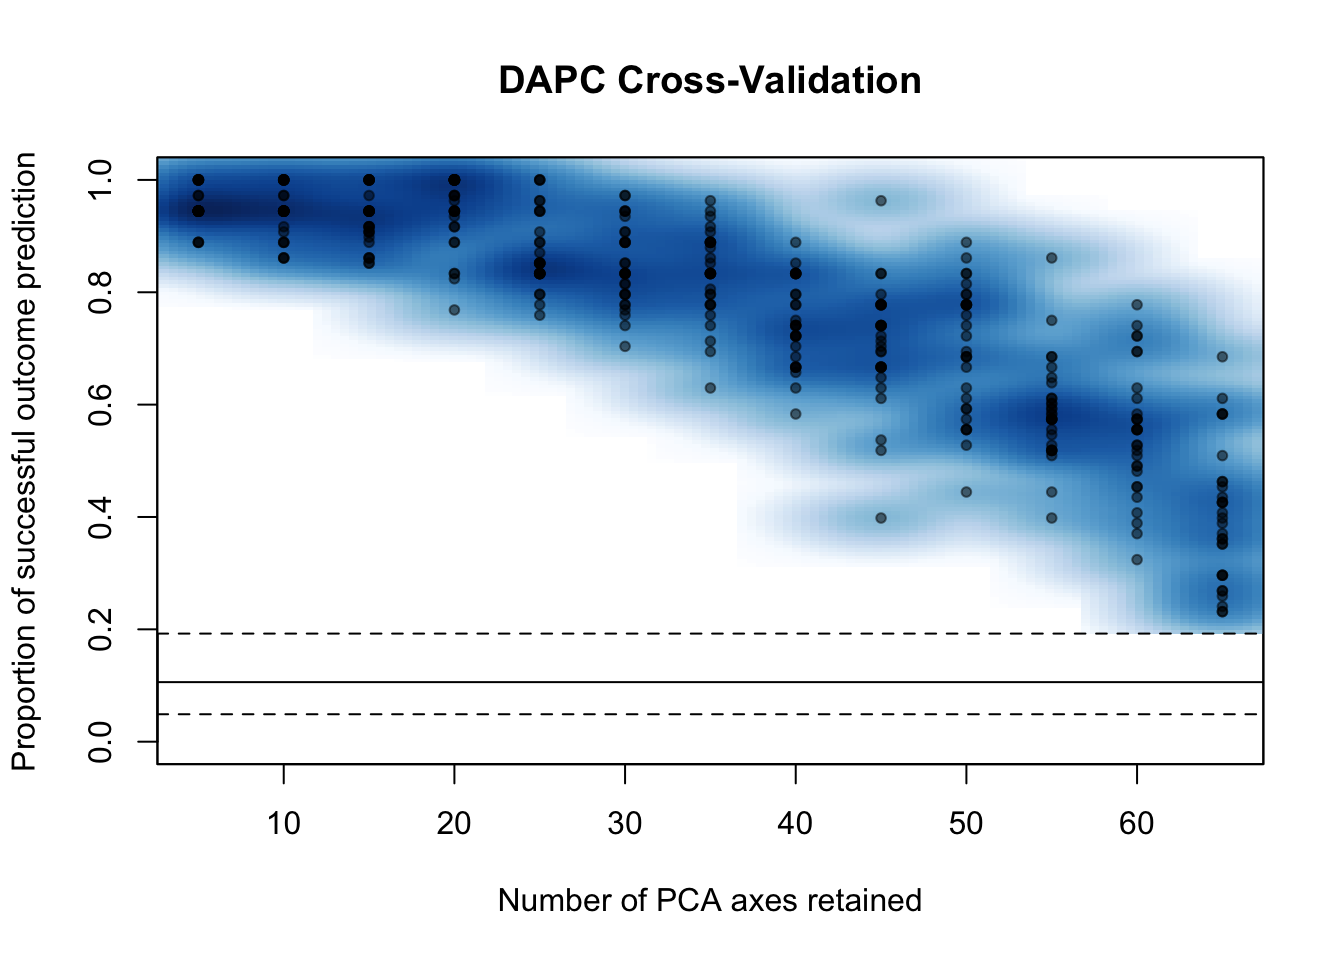 DAPC Cross-Validation
Proportion of successful outcome prediction
1.0
0.8
0.6
0.4
0.2
0.0
10 20 30 40 50 60
Number of PCA axes retained